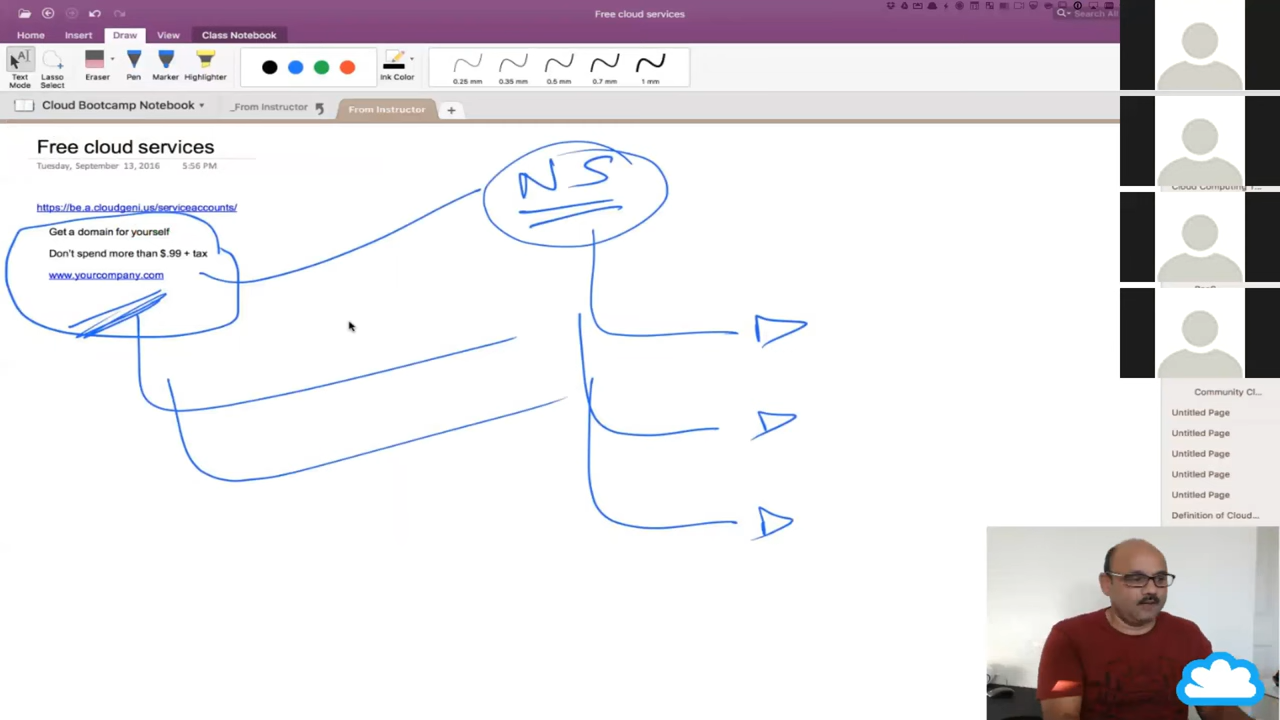 Free cloud services
Search All
Home
Insert
Draw
View
Class Notebook
Text Mode
Lasso Select
Eraser
Pen
Marker
Highlighter
Ink Color
0.25 mm
0.35 mm
0.5 mm
0.7 mm
1 mm
Cloud Bootcamp Notebook
_From Instructor
From Instructor
Free cloud services
Tuesday, September 13, 2016 5:56 PM
https://be.a.cloudgeni.us/serviceaccounts/
Get a domain for yourself
Don't spend more than $.99 + tax
www.yourcompany.com
NS
Community Cl...
Untitled Page
Untitled Page
Untitled Page
Untitled Page
Untitled Page
Definition of Cloud...